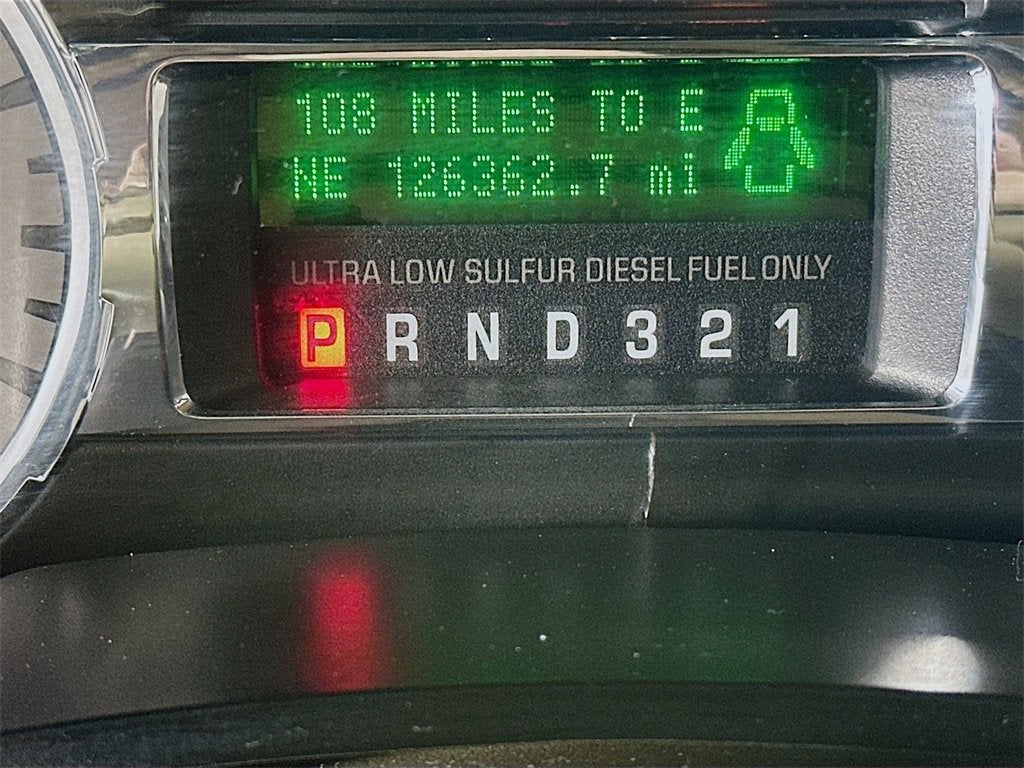 108 MILES TO E
NE 126362.7 mi
ULTRA LOW SULFUR DIESEL FUEL ONLY
P R N D 3 2 1